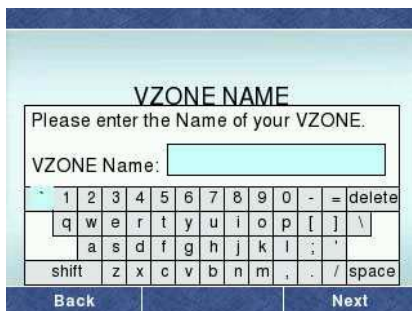 VZONE NAME
Please enter the Name of your VZONE.
VZONE Name:
` 1 2 3 4 5 6 7 8 9 0 - = delete
q w e r t y u i o p [ ] \
a s d f g h j k l ; '
shift z x c v b n m , . / space
Back Next